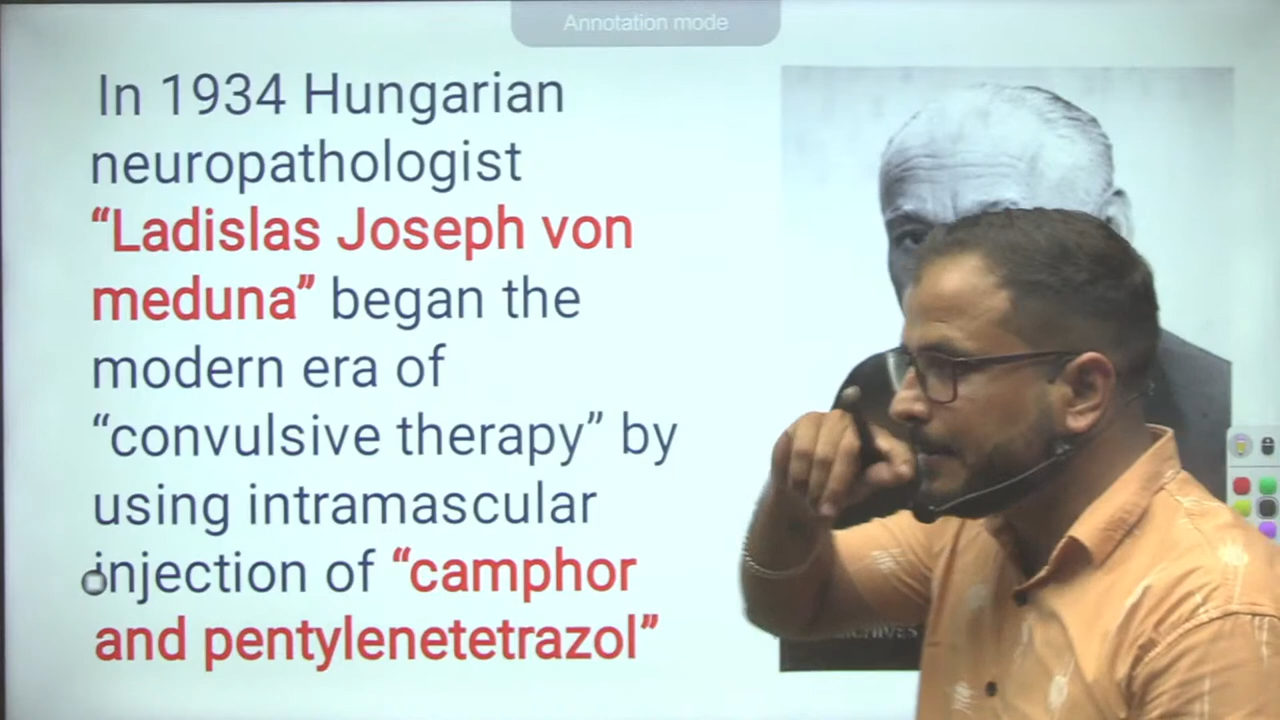 Annotation mode
In 1934 Hungarian
neuropathologist
“Ladislas Joseph von
meduna” began the
modern era of
“convulsive therapy” by
using intramascular
injection of “camphor
and pentylenetetrazol”